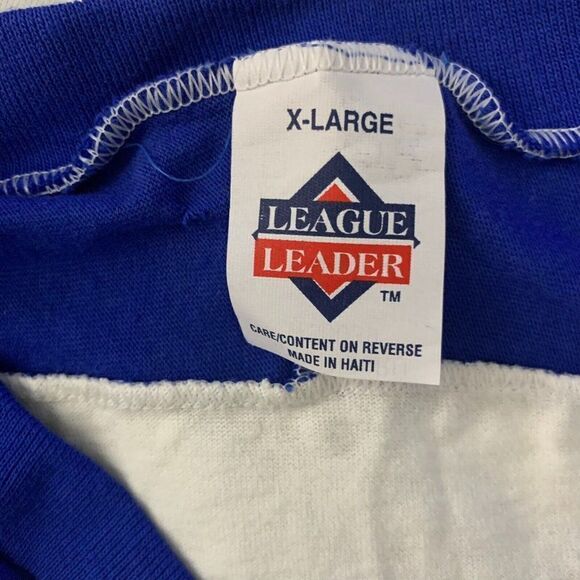 X-LARGE
LEAGUE
LEADER
TM
CARE/CONTENT ON REVERSE
MADE IN HAITI